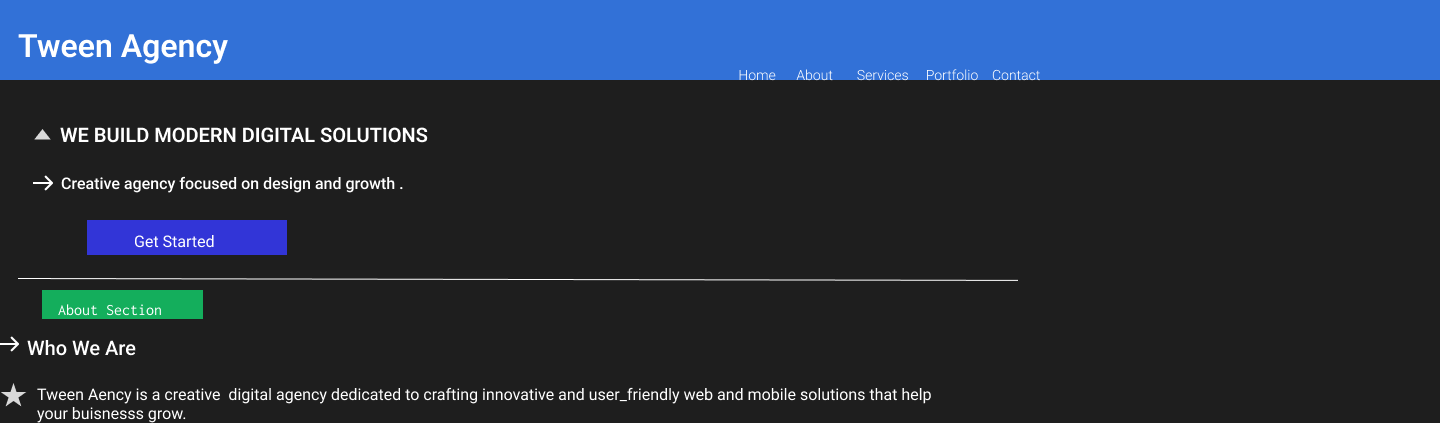 Tween Agency
Home About Services Portfolio Contact
WE BUILD MODERN DIGITAL SOLUTIONS
Creative agency focused on design and growth .
Get Started
About Section
Who We Are
Tween Aency is a creative  digital agency dedicated to crafting innovative and user_friendly web and mobile solutions that help
your buisnesss grow.